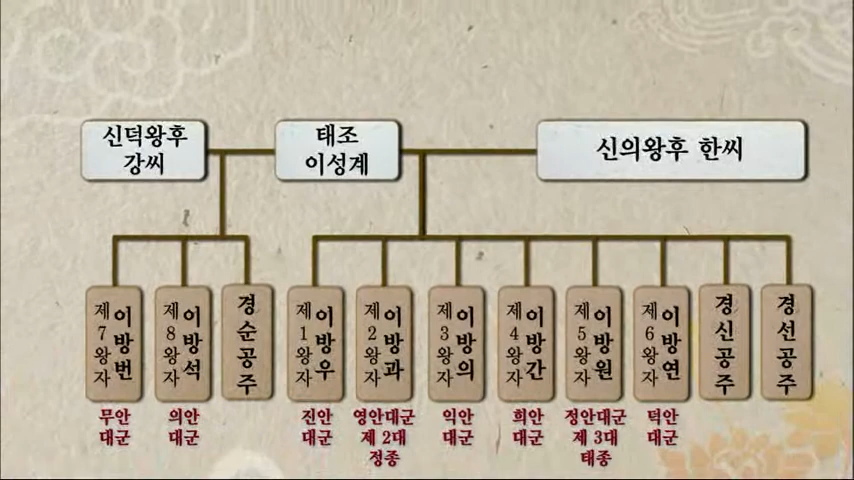 신덕왕후
강씨
태조
이성계
신의왕후 한씨
제7왕자 이방번
제8왕자 이방석
경순공주
제1왕자 이방우
제2왕자 이방과
제3왕자 이방의
제4왕자 이방간
제5왕자 이방원
제6왕자 이방연
경신공주
경선공주
무안
대군
의안
대군
진안
대군
영안대군
제 2대
정종
익안
대군
희안
대군
정안대군
제 3대
태종
덕안
대군